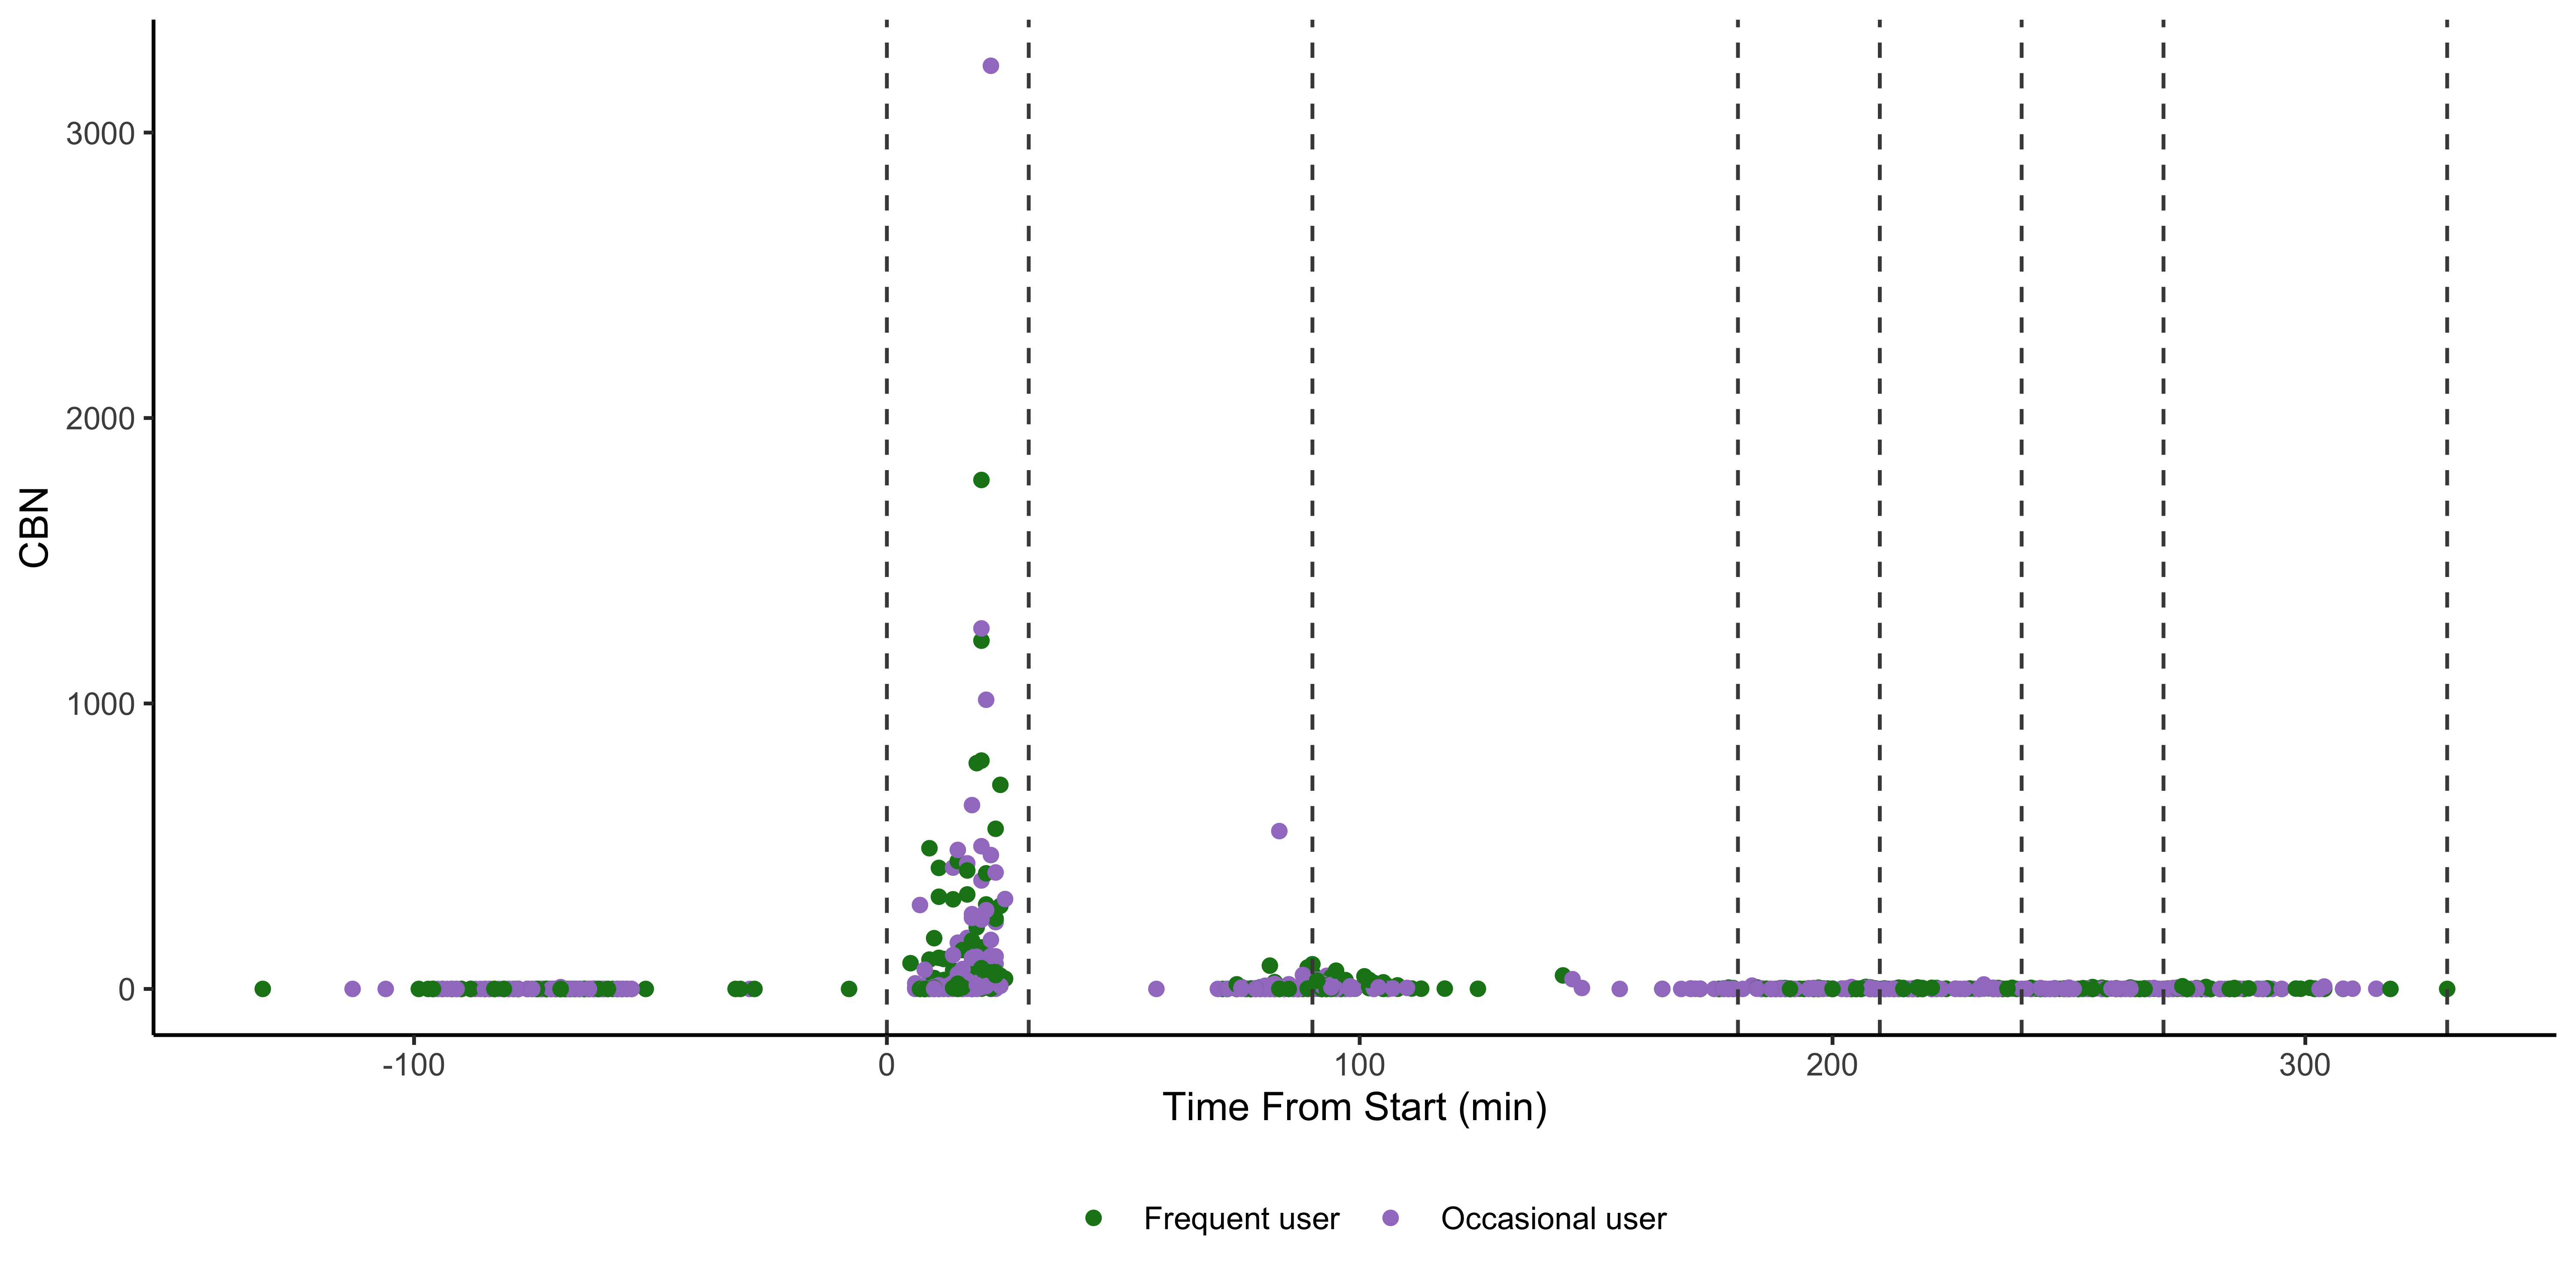 3000
2000
CBN
1000
0
-100 0 100 200 300
Time From Start (min)
Frequent user Occasional user